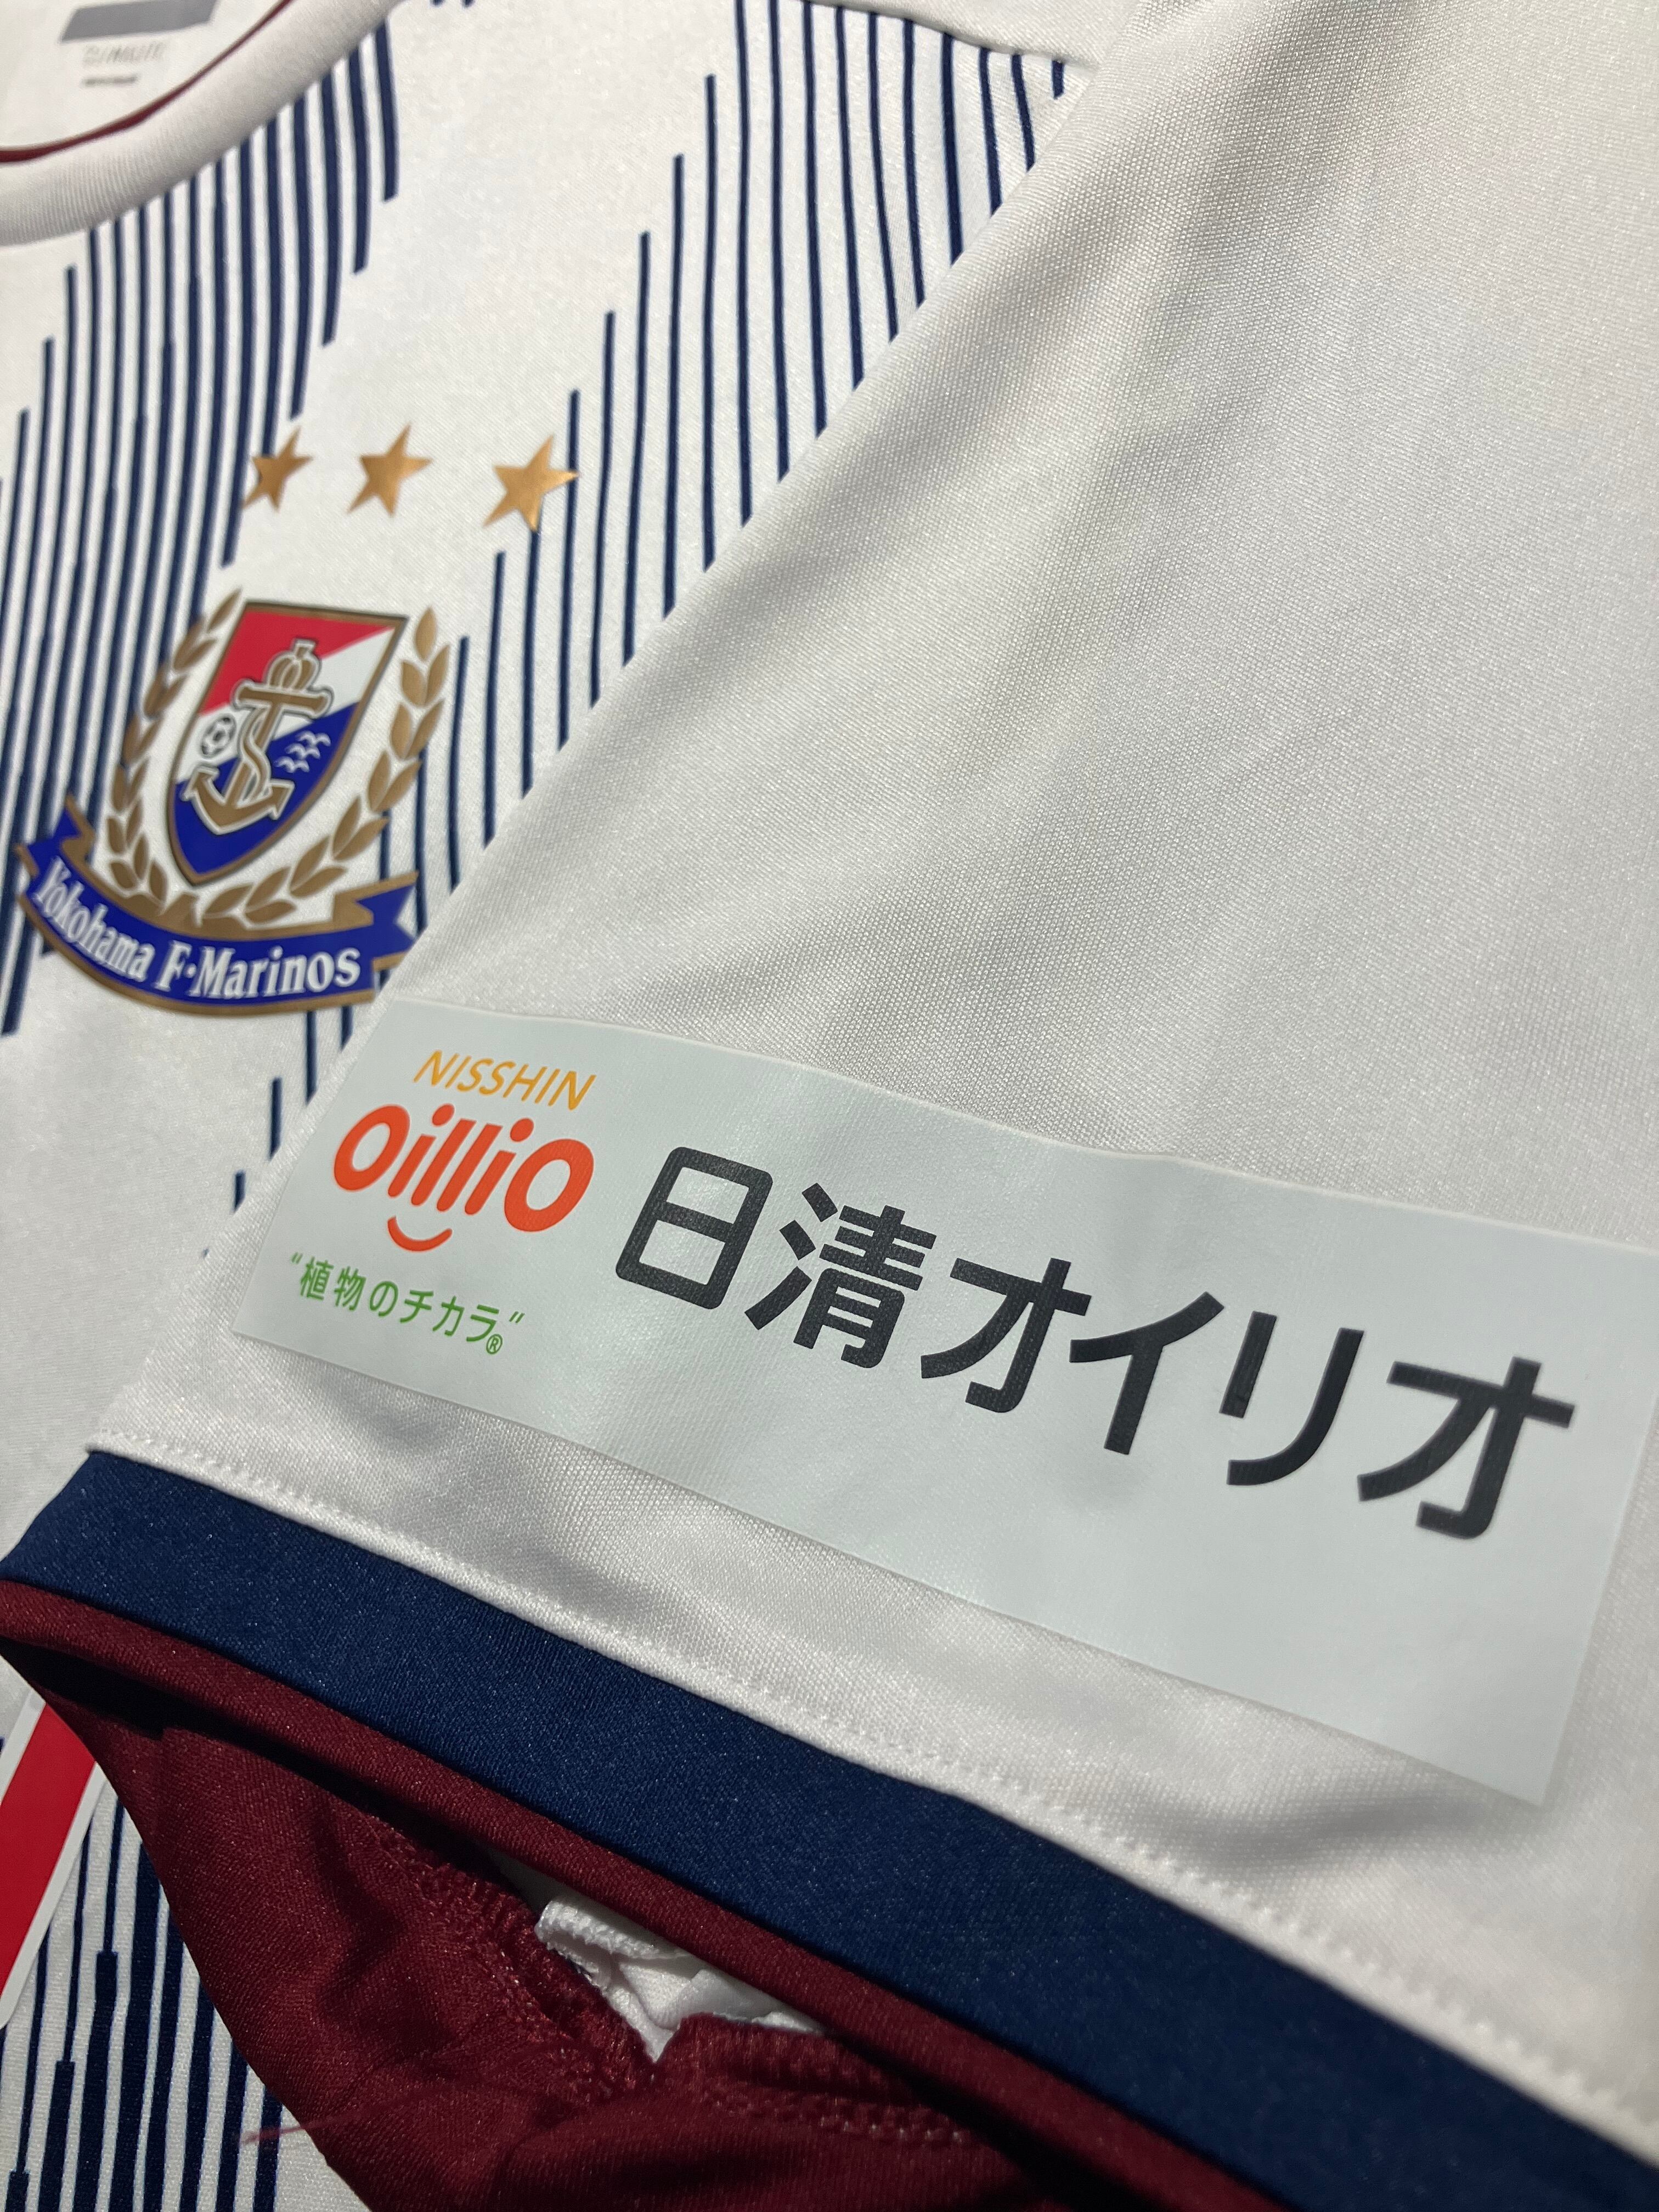 Yokohama F・Marinos
NISSHIN
OilliO
“植物のチカラ®”
日清オイリオ